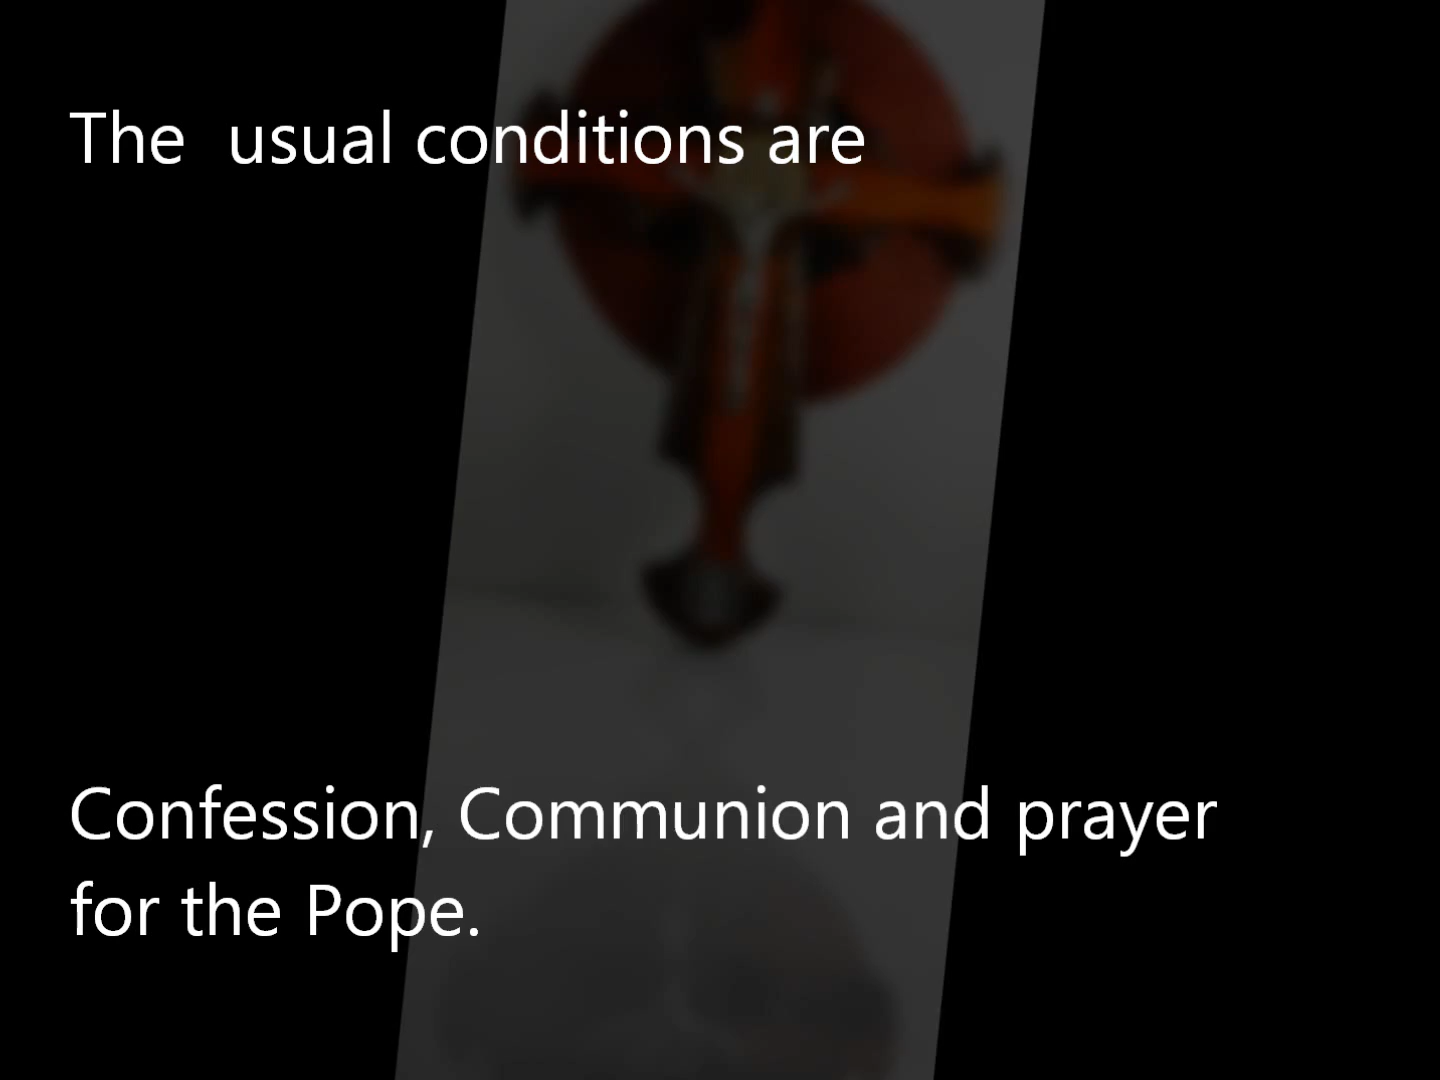 The  usual conditions are
Confession, Communion and prayer
for the Pope.